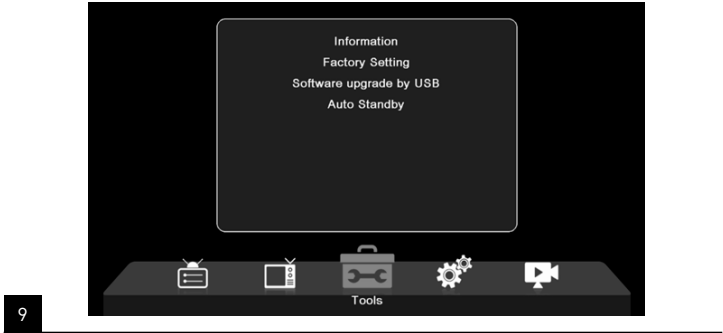 Information
Factory Setting
Software upgrade by USB
Auto Standby
Tools
9